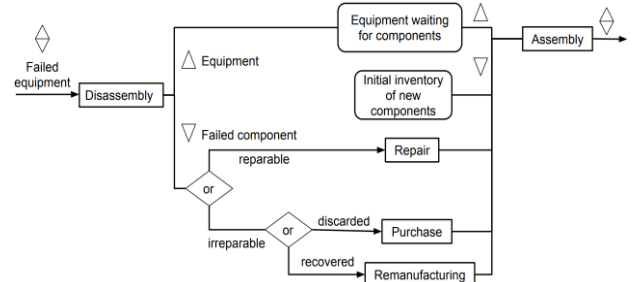 Equipment waiting
for components
Assembly
Failed
equipment
Equipment
Disassembly
Initial inventory
of new
components
Failed component
reparable
Repair
or
or
discarded
Purchase
irreparable
recovered
Remanufacturing